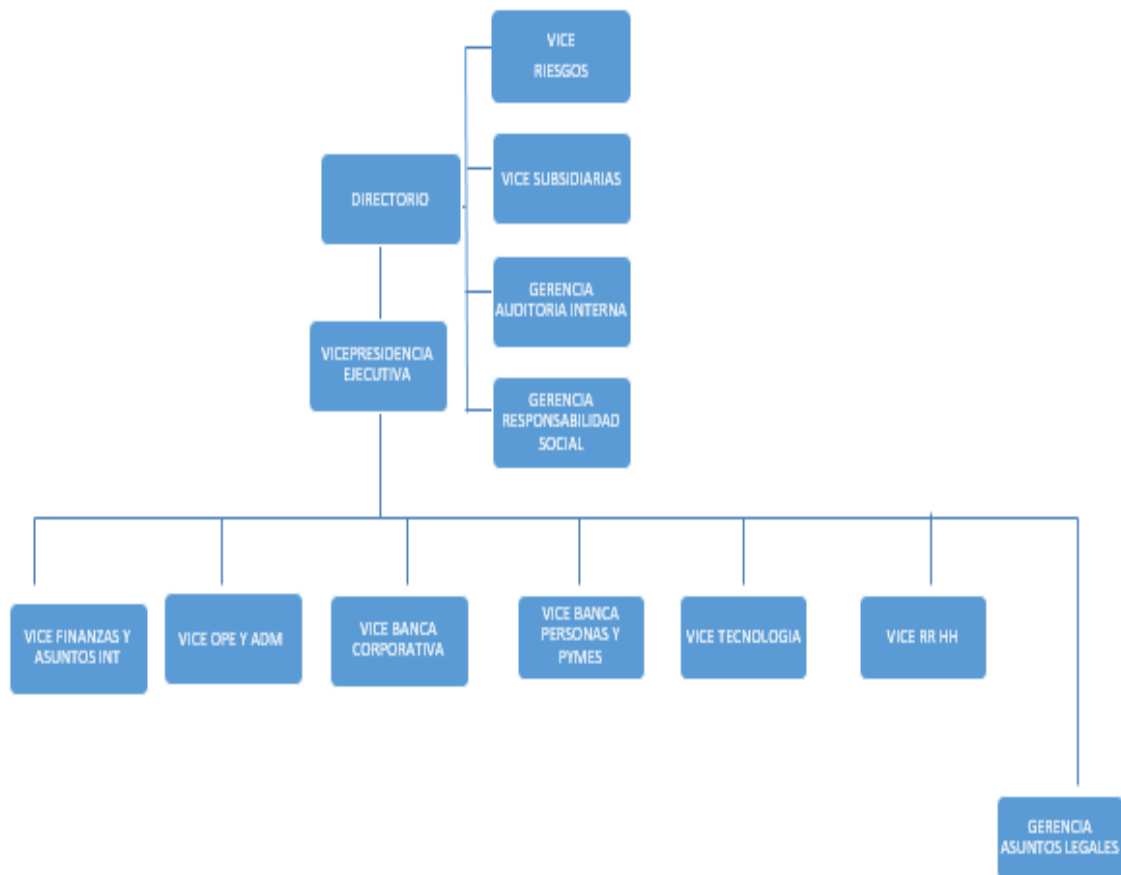 VICE
RIESGOS
VICE SUBSIDIARIAS
DIRECTORIO
GERENCIA
AUDITORIA INTERNA
VICEPRESIDENCIA
EJECUTIVA
GERENCIA
RESPONSABILIDAD
SOCIAL
VICE FINANZAS Y
ASUNTOS INT
VICE OPE Y ADM
VICE BANCA
CORPORATIVA
VICE BANCA
PERSONAS Y
PYMES
VICE TECNOLOGIA
VICE RR HH
GERENCIA
ASUNTOS LEGALES